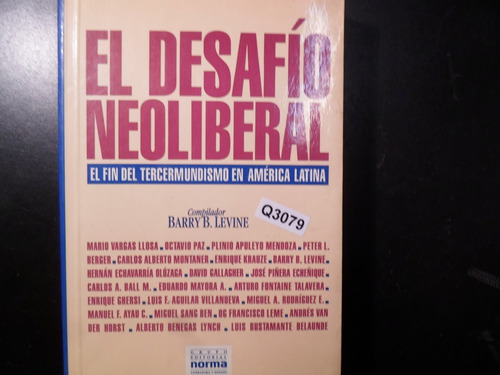 EL DESAFÍO
NEOLIBERAL
EL FIN DEL TERCERMUNDISMO EN AMÉRICA LATINA
Compilador
BARRY B. LEVINE
Q3079
MARIO VARGAS LLOSA • OCTAVIO PAZ • PLINIO APULEYO MENDOZA • PETER L.
BERGER • CARLOS ALBERTO MONTANER • ENRIQUE KRAUZE • BARRY B. LEVINE •
HERNÁN ECHAVARRÍA OLÓZAGA • DAVID GALLAGHER • JOSÉ PIÑERA ECHENIQUE •
CARLOS A. BALL M. • EDUARDO MAYORA A. • ARTURO FONTAINE TALAVERA •
ENRIQUE GHERSI • LUIS F. AGUILAR VILLANUEVA • MIGUEL A. RODRÍGUEZ E. •
MANUEL F. AYAU C. • MIGUEL SANG BEN • OG FRANCISCO LEME • ANDRÉS VAN
DER HORST • ALBERTO BENEGAS LYNCH • LUIS BUSTAMANTE BELAUNDE
GRUPO
EDITORIAL
norma